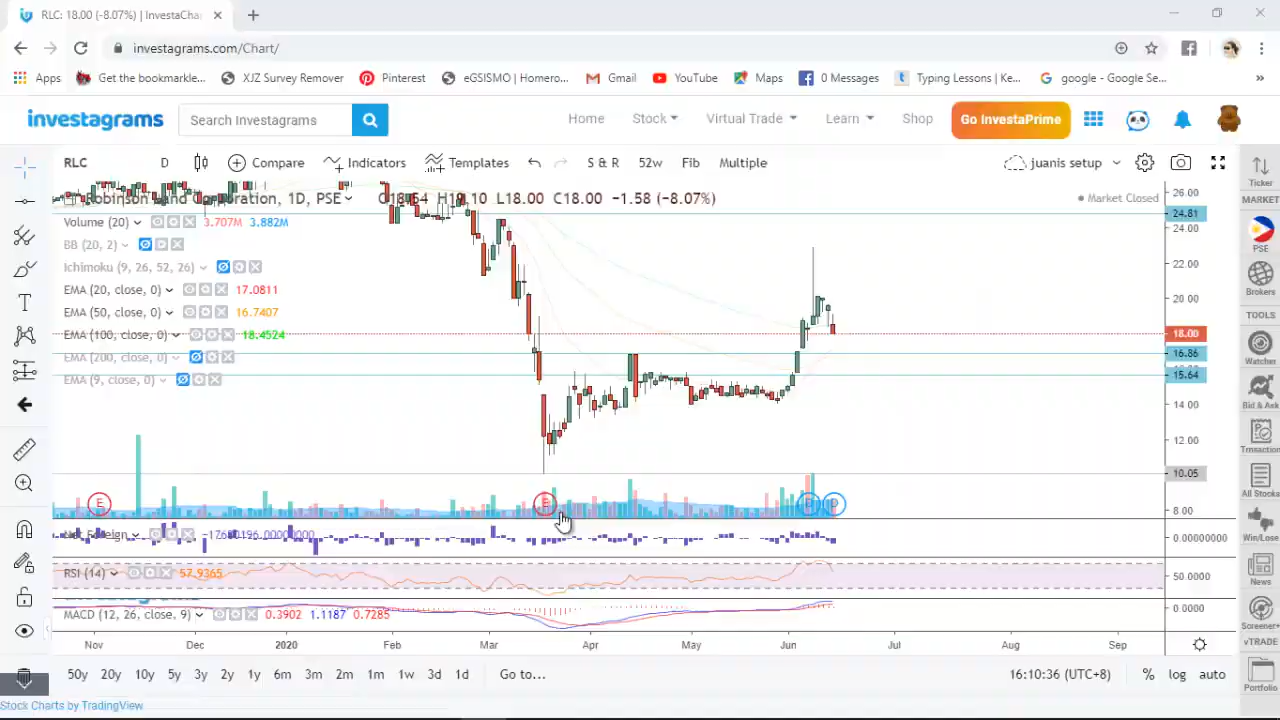 RLC: 18.00 (-8.07%) | InvestaCha
investagrams.com/Chart/
Apps Get the bookmarkle... XJZ Survey Remover Pinterest eGSISMO | Homero... Gmail YouTube Maps 0 Messages Typing Lessons | Ke... google - Google Se... »
investagrams Search Investagrams Home Stock Virtual Trade Learn Shop Go InvestaPrime
RLC D Compare Indicators Templates S & R 52w Fib Multiple juanis setup
Ticker
Robinson Land Corporation, 1D, PSE H19.10 L18.00 C18.00 −1.58 (−8.07%) Market Closed
MARKET
Volume (20) 3.707M 3.882M
BB (20, 2)
PSE
Ichimoku (9, 26, 52, 26)
EMA (20, close, 0) 17.0811
Brokers
EMA (50, close, 0) 16.7407
TOOLS
EMA (100, close, 0) 18.4524
EMA (200, close, 0)
Watcher
EMA (9, close, 0)
Bid & Ask
All Stocks
Win/Lose
News
Screener+
vTRADE
Portfolio
26.00
24.81
24.00
22.00
20.00
18.00
16.86
15.64
14.00
12.00
10.05
8.00
E E D
Net Foreign 0.00000000
RSI (14) 57.9365 50.0000
MACD (12, 26, close, 9) 0.3902 1.1187 0.7285 0.0000
Nov Dec 2020 Feb Mar Apr May Jun Jul Aug Sep
50y 20y 10y 5y 3y 2y 1y 6m 3m 2m 1m 1w 3d 1d Go to... 16:10:36 (UTC+8) % log auto
Stock Charts by TradingView